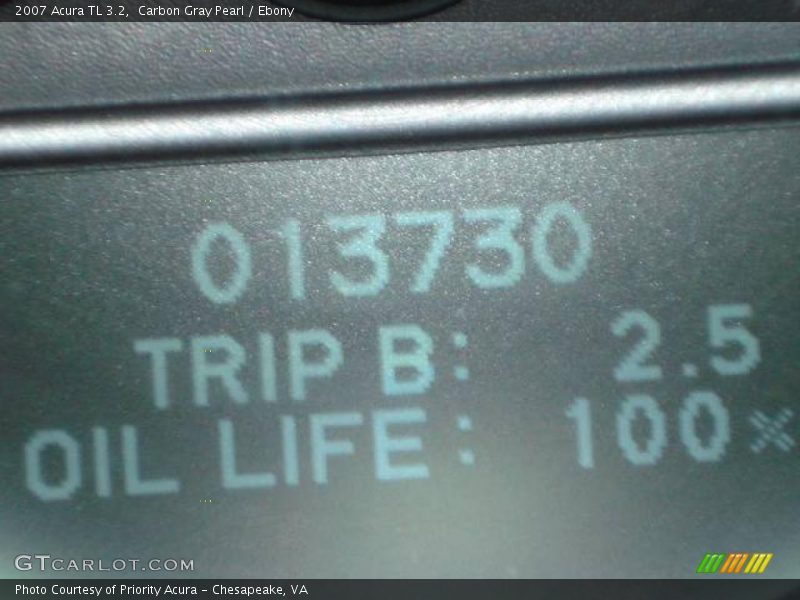 2007 Acura TL 3.2, Carbon Gray Pearl / Ebony
013730
TRIP B: 2.5
OIL LIFE: 100%
GTCARLOT.COM
Photo Courtesy of Priority Acura - Chesapeake, VA